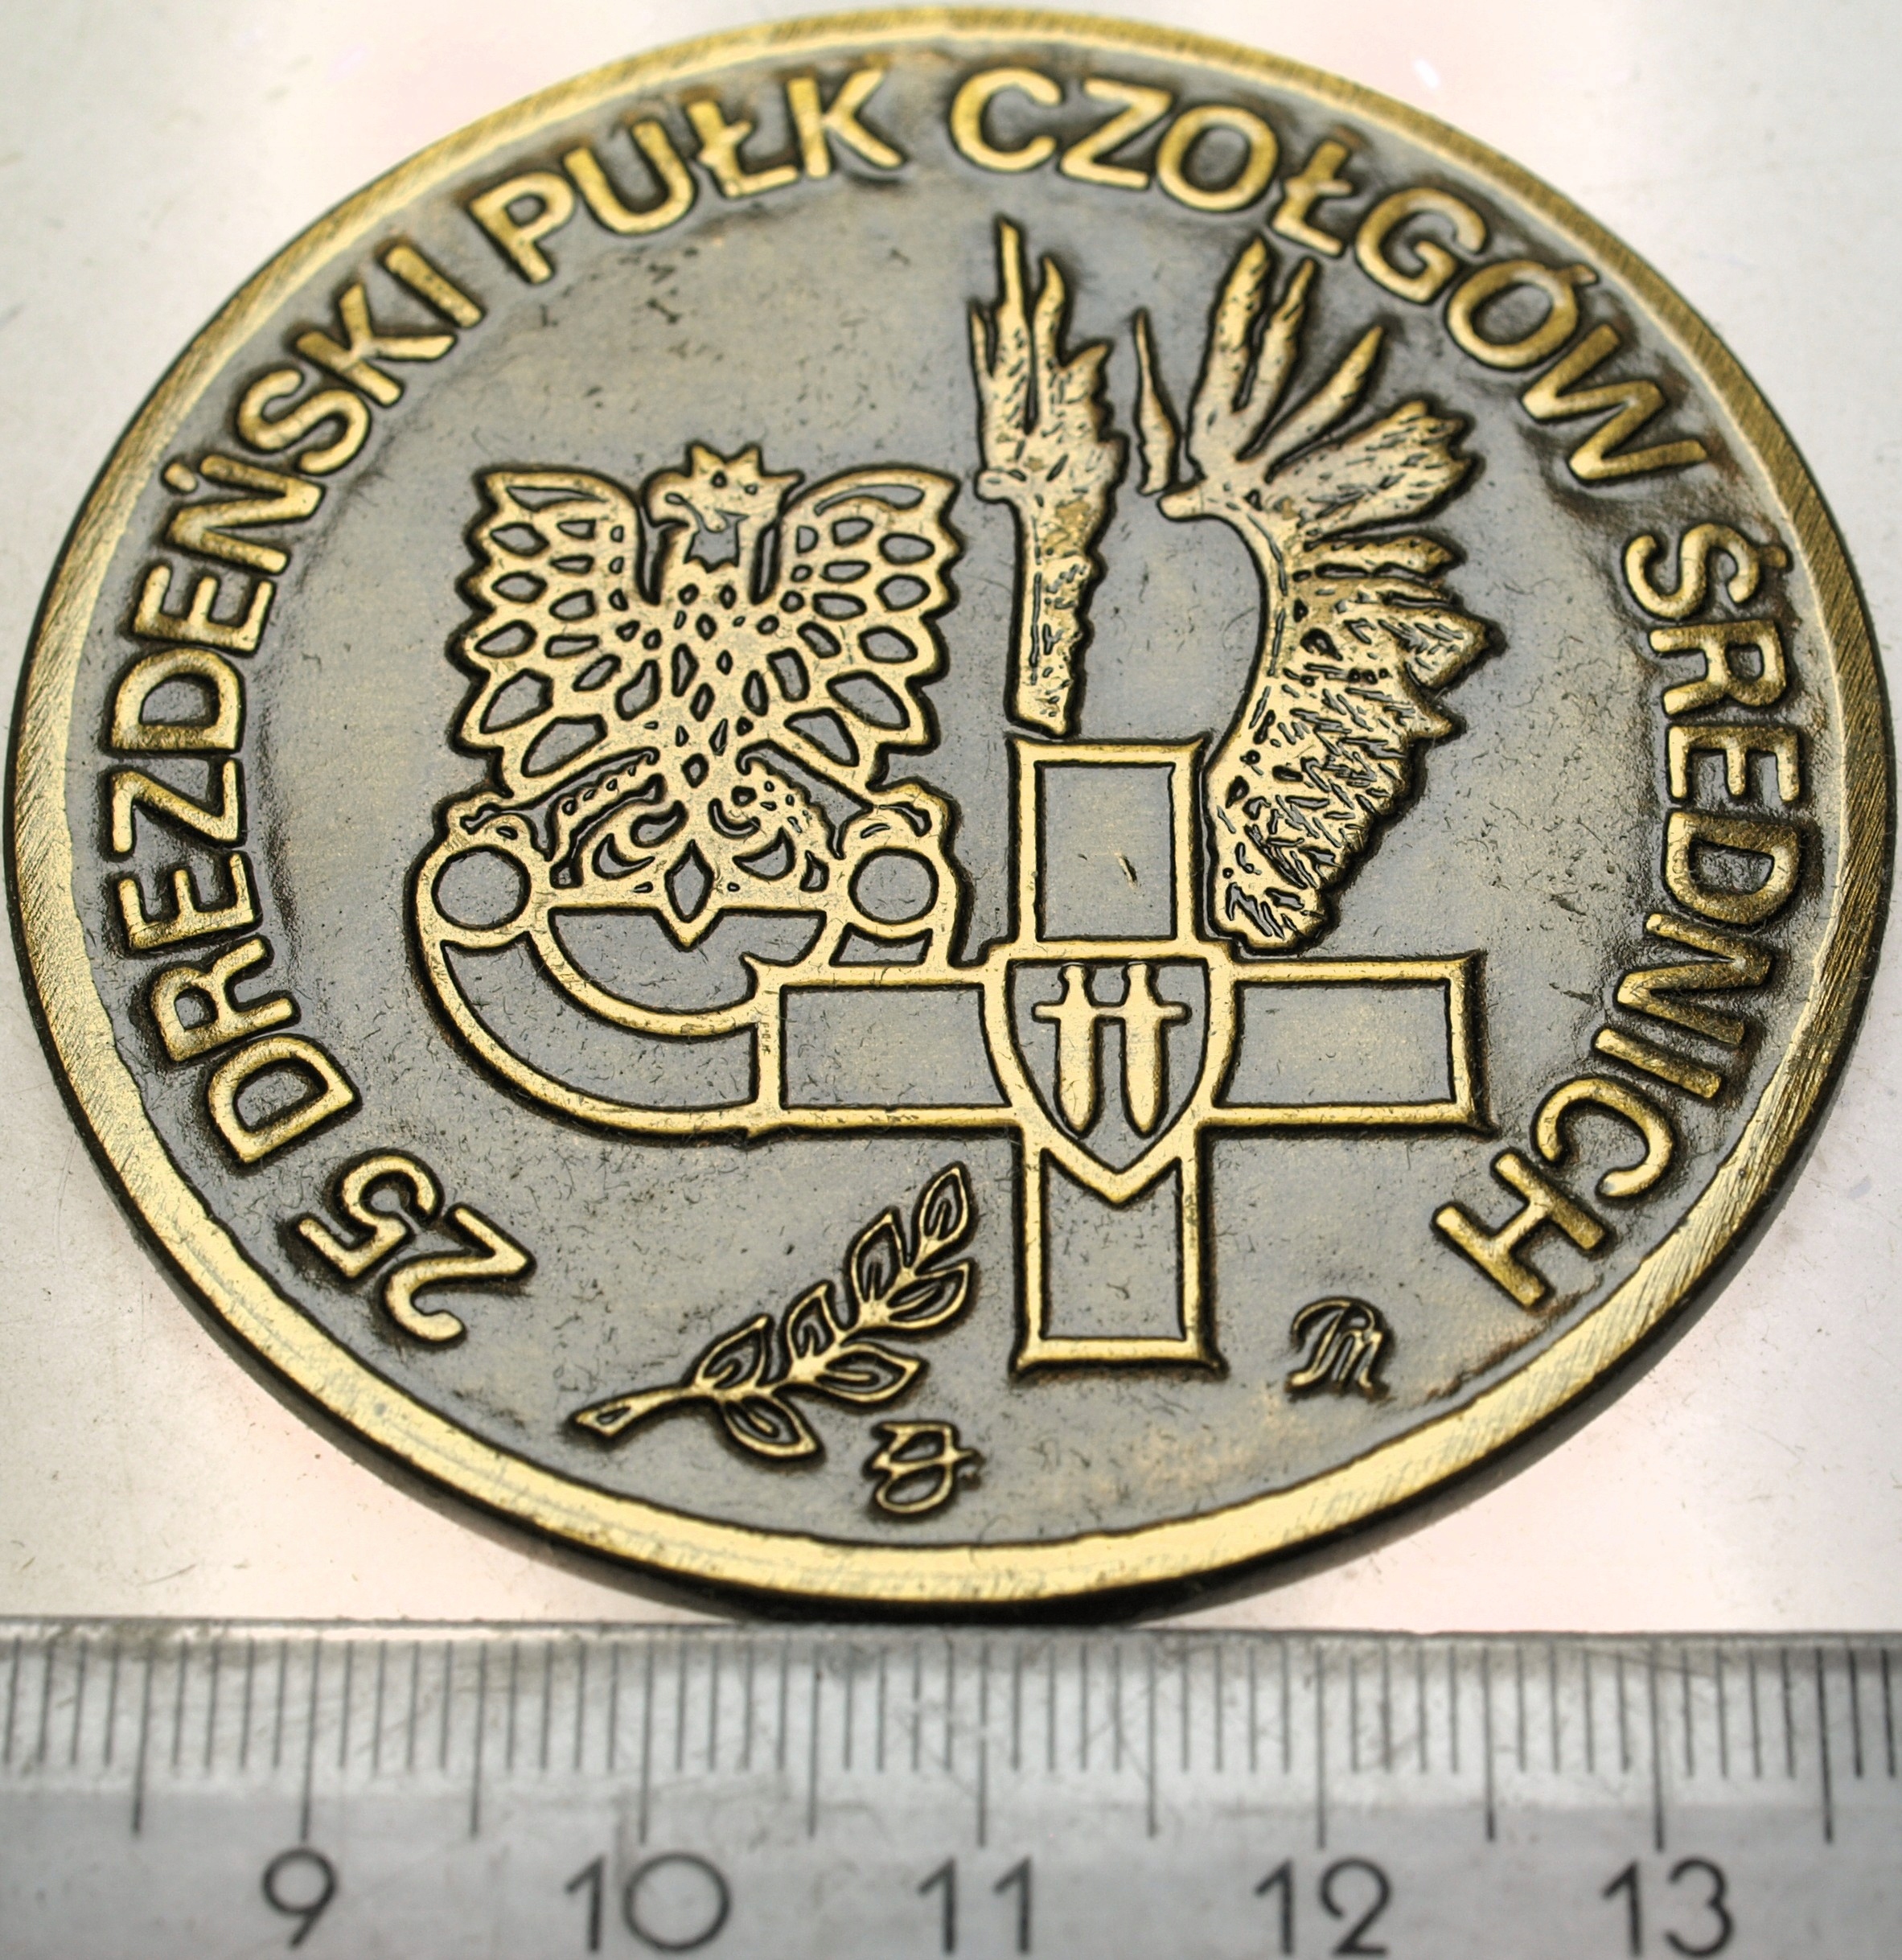 25 DREZDEŃSKI PUŁK CZOŁGÓW ŚREDNICH
9 10 11 12 13